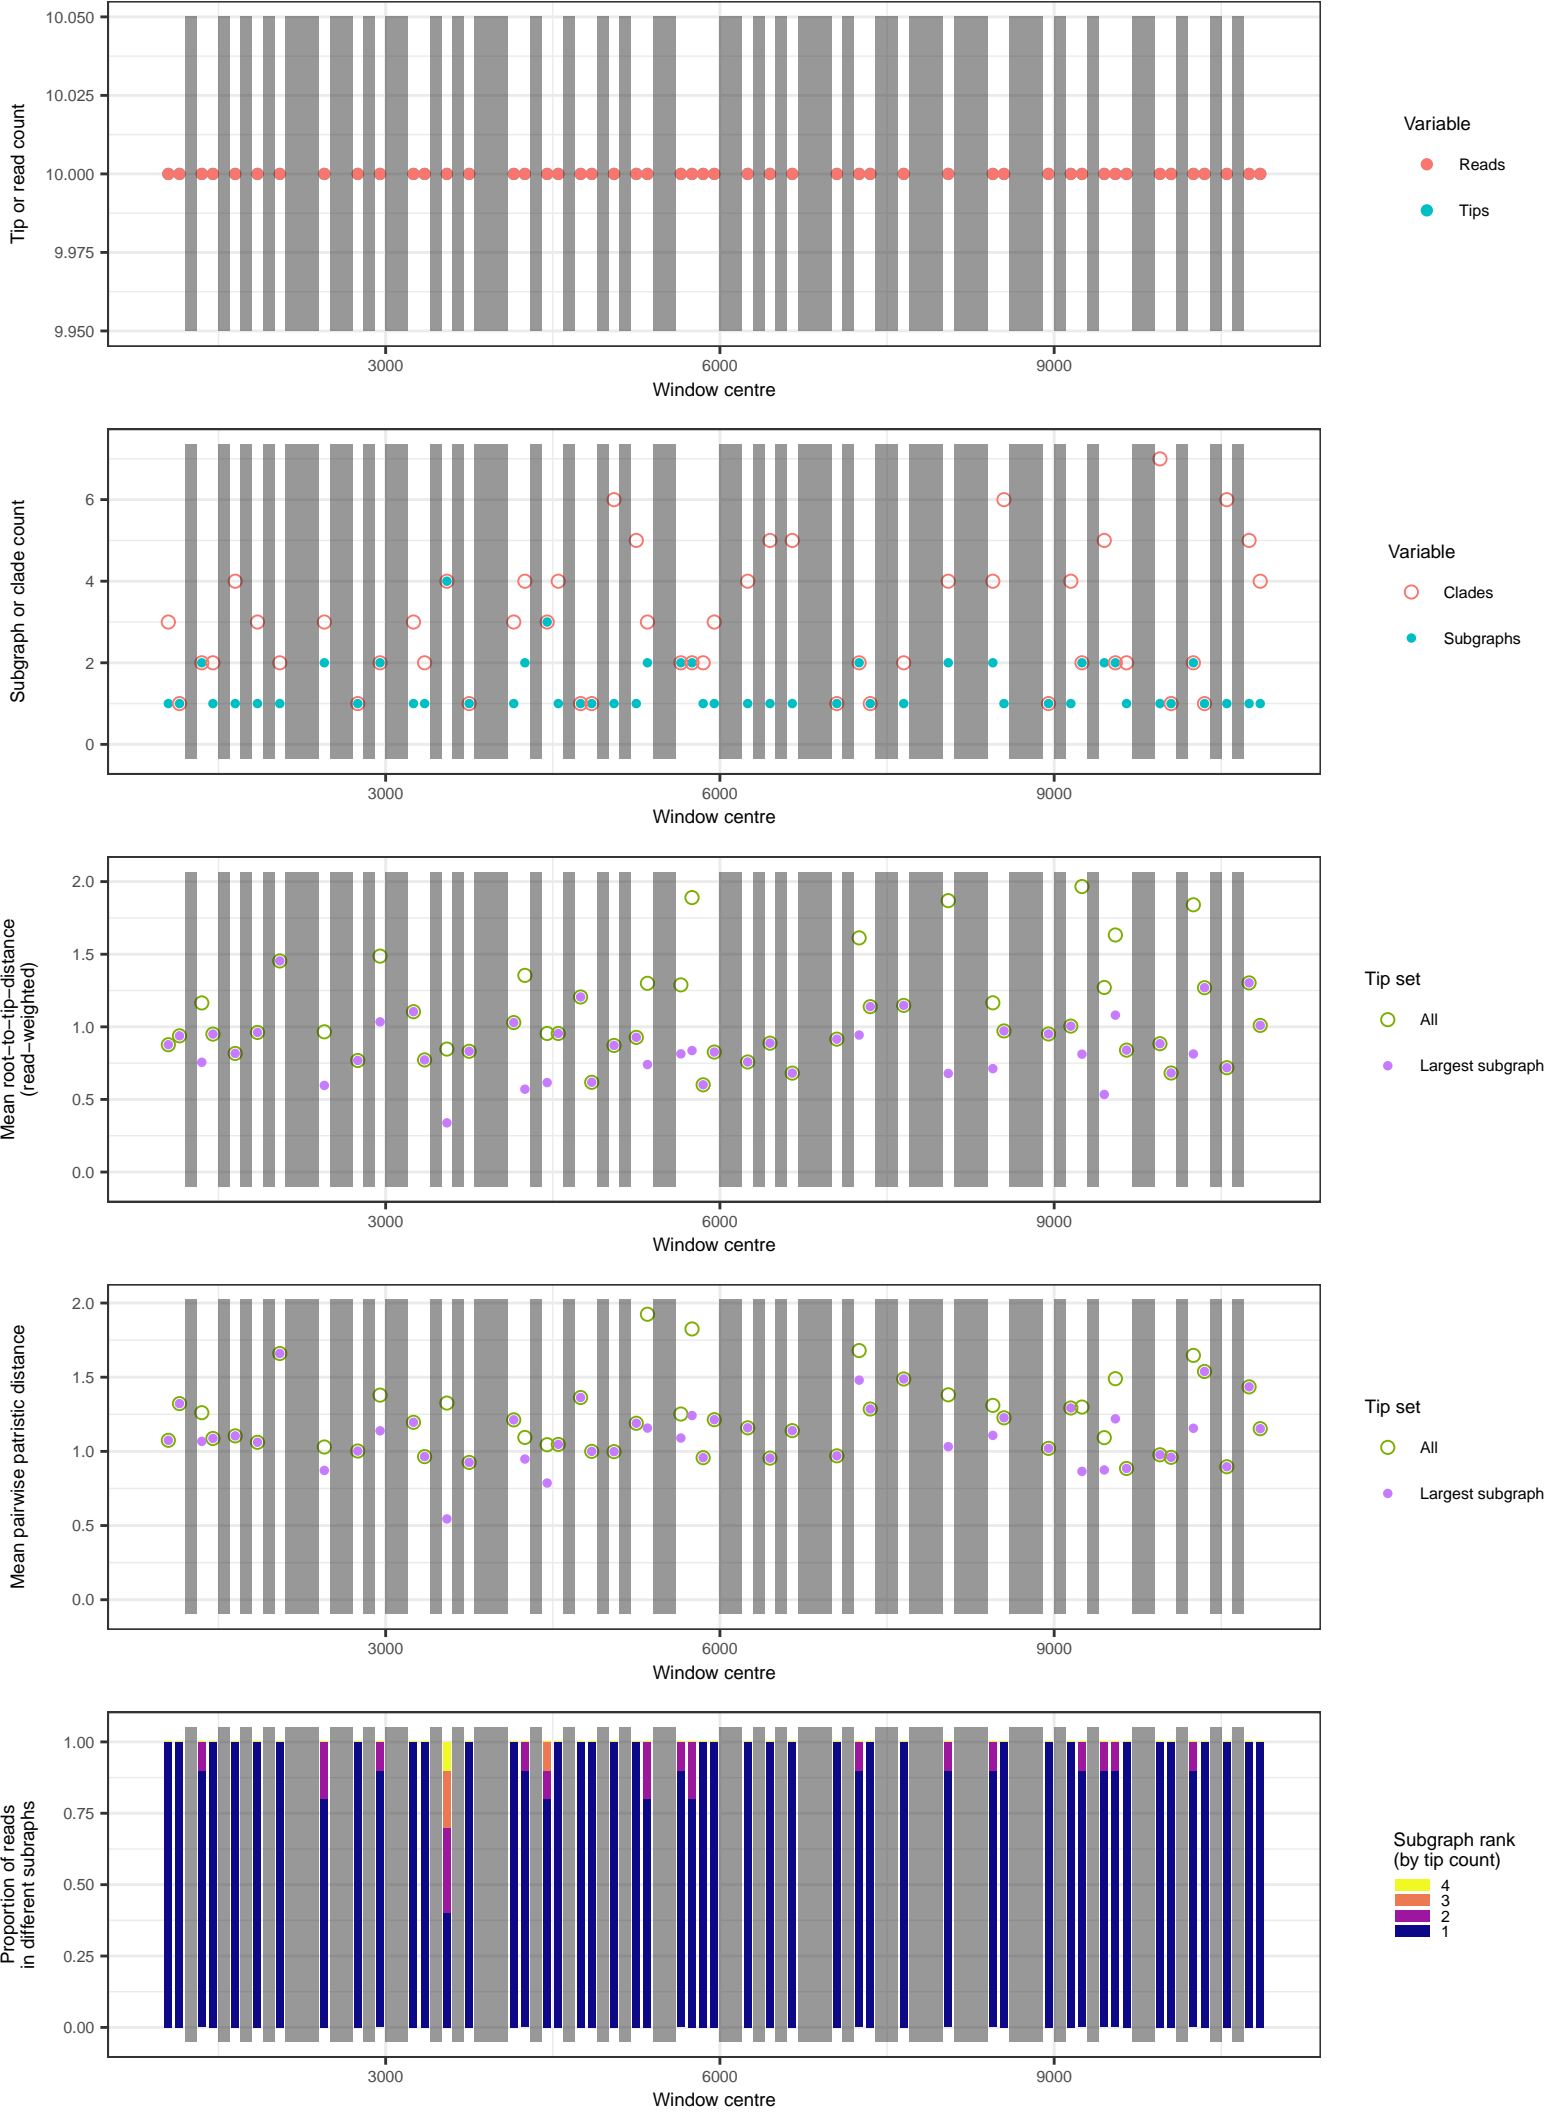 10.050
10.025
10.000
9.975
9.950
Tip or read count
3000
6000
9000
Window centre
Variable
Reads
Tips
6
4
2
0
Subgraph or clade count
3000
6000
9000
Window centre
Variable
Clades
Subgraphs
2.0
1.5
1.0
0.5
0.0
Mean root−to−tip−distance
(read−weighted)
3000
6000
9000
Window centre
Tip set
All
Largest subgraph
2.0
1.5
1.0
0.5
0.0
Mean pairwise patristic distance
3000
6000
9000
Window centre
Tip set
All
Largest subgraph
1.00
0.75
0.50
0.25
0.00
Proportion of reads
in different subraphs
3000
6000
9000
Window centre
Subgraph rank
(by tip count)
4
3
2
1